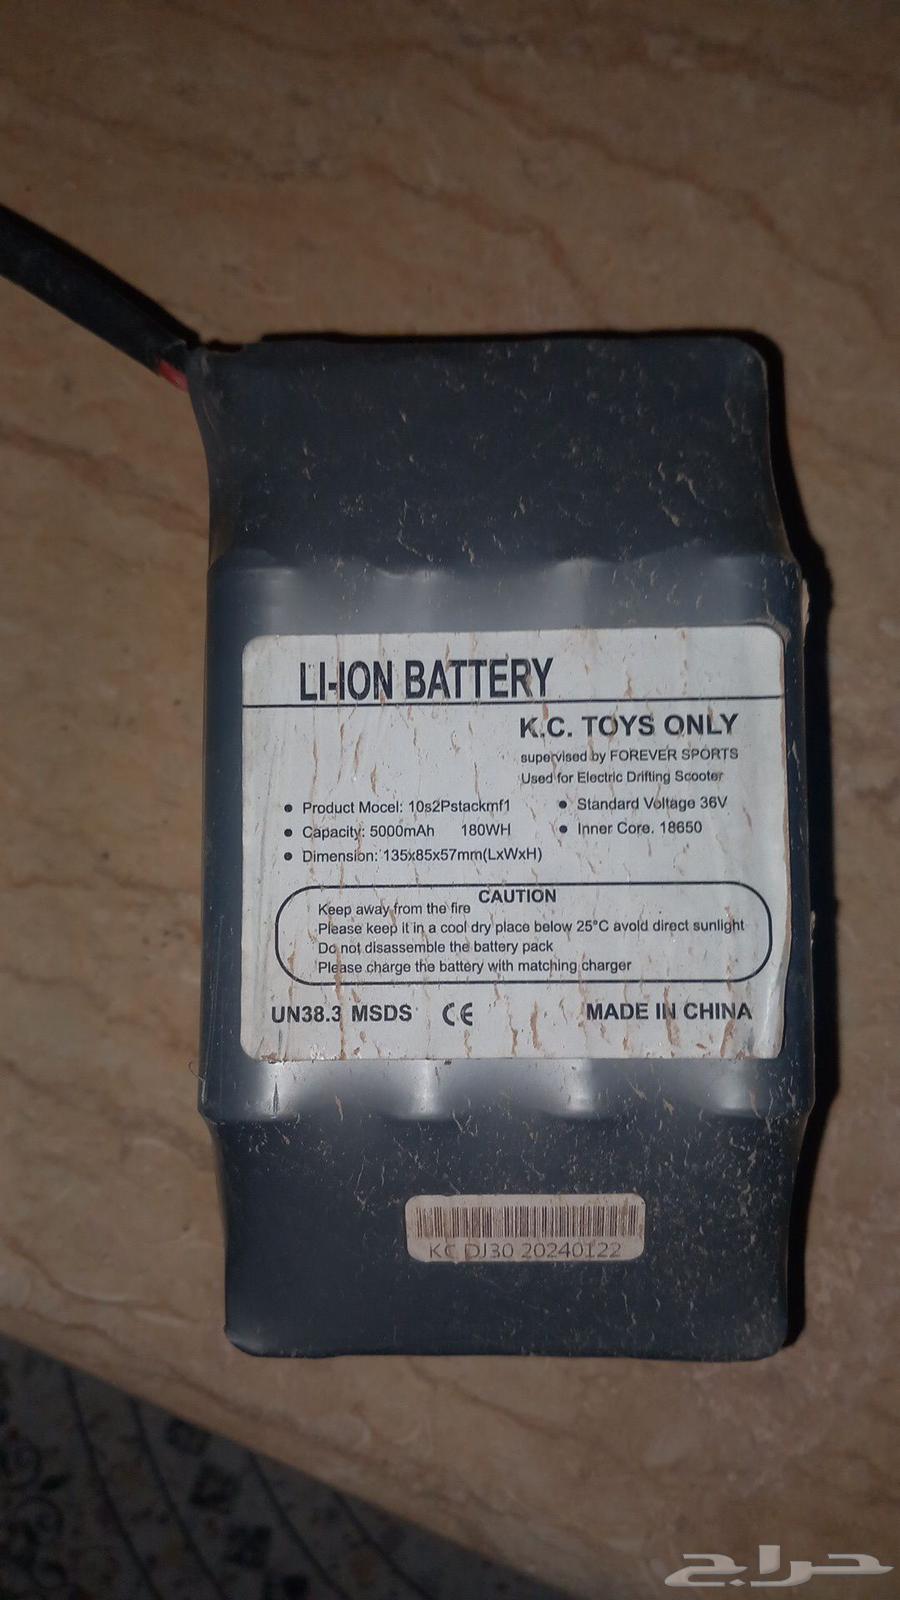 LI-ION BATTERY
K.C. TOYS ONLY
supervised by FOREVER SPORTS
Used for Electric Drifting Scooter
● Product Mocel: 10s2Pstackmf1
● Standard Voltage 36V
● Capacity: 5000mAh 180WH
● Inner Core. 18650
● Dimension: 135x85x57mm(LxWxH)
CAUTION
Keep away from the fire
Please keep it in a cool dry place below 25°C avoid direct sunlight
Do not disassemble the battery pack
Please charge the battery with matching charger
UN38.3 MSDS CE MADE IN CHINA
KC DJ30 20240122
حراج